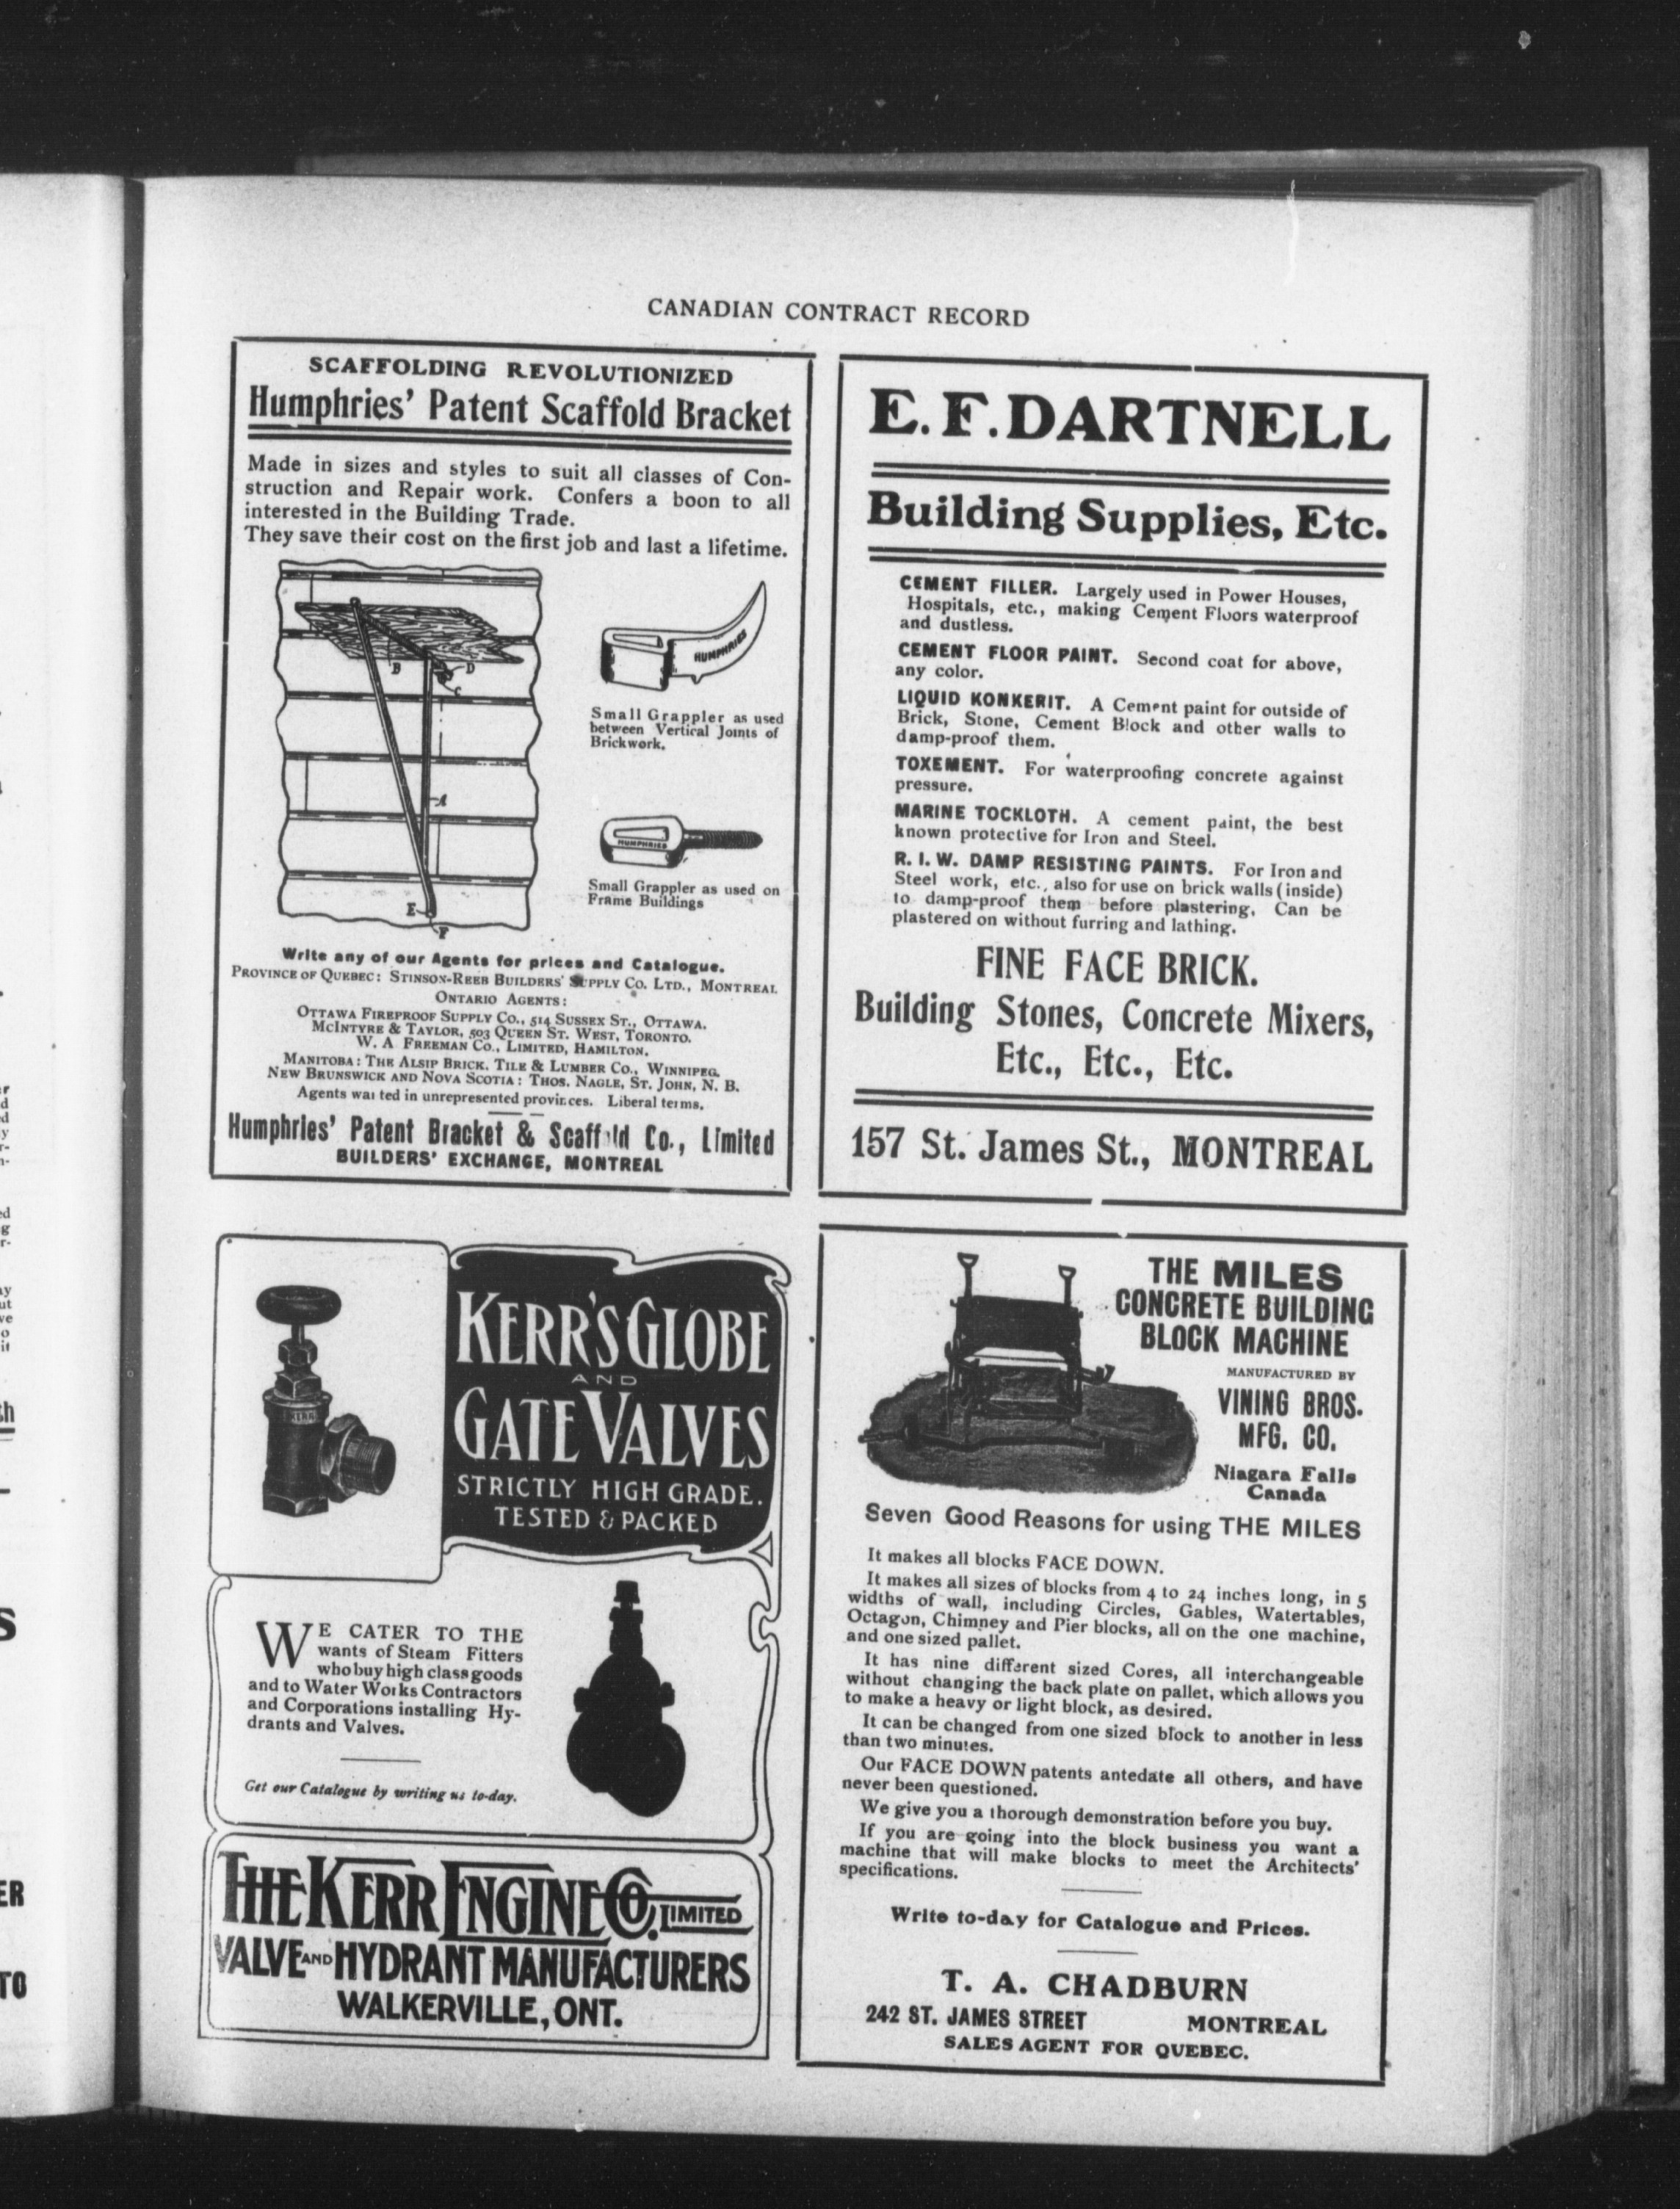 CANADIAN CONTRACT RECORD
SCAFFOLDING REVOLUTIONIZED
Humphries' Patent Scaffold Bracket
Made in sizes and styles to suit all classes of Con-
struction and Repair work. Confers a boon to all
interested in the Building Trade.
They save their cost on the first job and last a lifetime.
B
D
C
A
E
F
HUMPHRIES
Small Grappler as used
between Vertical Joints of
Brickwork.
HUMPHRIES
Small Grappler as used on
Frame Buildings
Write any of our Agents for prices and Catalogue.
PROVINCE OF QUEBEC: STINSON-REEB BUILDERS' SUPPLY CO. LTD., MONTREAL
ONTARIO AGENTS:
OTTAWA FIREPROOF SUPPLY CO., 514 SUSSEX ST., OTTAWA.
MCINTYRE & TAYLOR, 503 QUEEN ST. WEST, TORONTO.
W. A FREEMAN CO., LIMITED, HAMILTON.
MANITOBA: THE ALSIP BRICK, TILE & LUMBER CO., WINNIPEG.
NEW BRUNSWICK AND NOVA SCOTIA: THOS. NAGLE, ST. JOHN, N. B.
Agents wanted in unrepresented provinces. Liberal terms.
Humphries' Patent Bracket & Scaffold Co., Limited
BUILDERS' EXCHANGE, MONTREAL
E. F. DARTNELL
Building Supplies, Etc.
CEMENT FILLER. Largely used in Power Houses,
Hospitals, etc., making Cement Floors waterproof
and dustless.
CEMENT FLOOR PAINT. Second coat for above,
any color.
LIQUID KONKERIT. A Cement paint for outside of
Brick, Stone, Cement Block and other walls to
damp-proof them.
TOXEMENT. For waterproofing concrete against
pressure.
MARINE TOCKLOTH. A cement paint, the best
known protective for Iron and Steel.
R. I. W. DAMP RESISTING PAINTS. For Iron and
Steel work, etc., also for use on brick walls (inside)
to damp-proof them before plastering. Can be
plastered on without furring and lathing.
FINE FACE BRICK.
Building Stones, Concrete Mixers,
Etc., Etc., Etc.
157 St. James St., MONTREAL
KERR
KERR'S GLOBE
AND
GATE VALVES
STRICTLY HIGH GRADE.
TESTED & PACKED
WE CATER TO THE
wants of Steam Fitters
who buy high class goods
and to Water Works Contractors
and Corporations installing Hy-
drants and Valves.
Get our Catalogue by writing us to-day.
THE KERR ENGINE CO. LIMITED
VALVE AND HYDRANT MANUFACTURERS
WALKERVILLE, ONT.
THE MILES
CONCRETE BUILDING
BLOCK MACHINE
MANUFACTURED BY
VINING BROS.
MFG. CO.
Niagara Falls
Canada
Seven Good Reasons for using THE MILES
It makes all blocks FACE DOWN.
It makes all sizes of blocks from 4 to 24 inches long, in 5
widths of wall, including Circles, Gables, Watertables,
Octagon, Chimney and Pier blocks, all on the one machine,
and one sized pallet.
It has nine different sized Cores, all interchangeable
without changing the back plate on pallet, which allows you
to make a heavy or light block, as desired.
It can be changed from one sized block to another in less
than two minutes.
Our FACE DOWN patents antedate all others, and have
never been questioned.
We give you a thorough demonstration before you buy.
If you are going into the block business you want a
machine that will make blocks to meet the Architects'
specifications.
Write to-day for Catalogue and Prices.
T. A. CHADBURN
242 ST. JAMES STREET MONTREAL
SALES AGENT FOR QUEBEC.